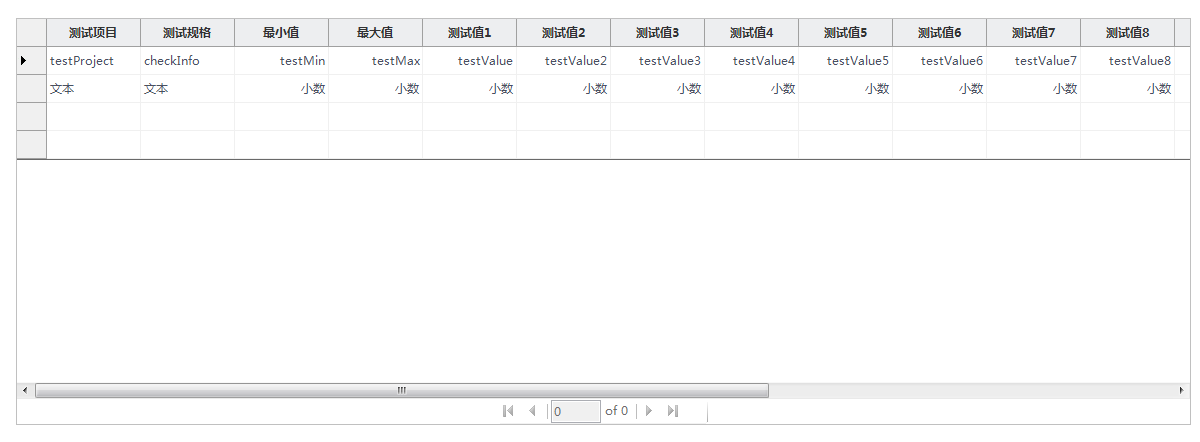 测试项目 测试规格 最小值 最大值 测试值1 测试值2 测试值3 测试值4 测试值5 测试值6 测试值7 测试值8
testProject checkInfo testMin testMax testValue testValue2 testValue3 testValue4 testValue5 testValue6 testValue7 testValue8
文本 文本 小数 小数 小数 小数 小数 小数 小数 小数 小数 小数
0 of 0